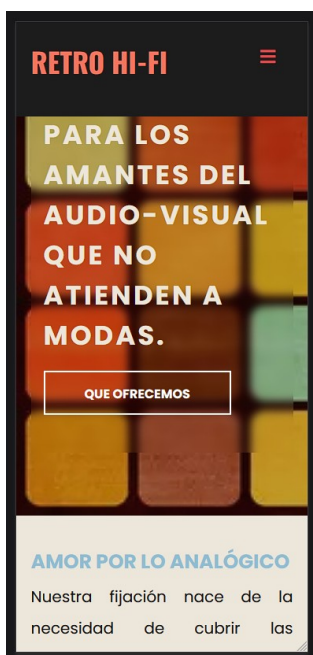 RETRO HI-FI
PARA LOS
AMANTES DEL
AUDIO-VISUAL
QUE NO
ATIENDEN A
MODAS.
QUE OFRECEMOS
AMOR POR LO ANALÓGICO
Nuestra fijación nace de la
necesidad de cubrir las